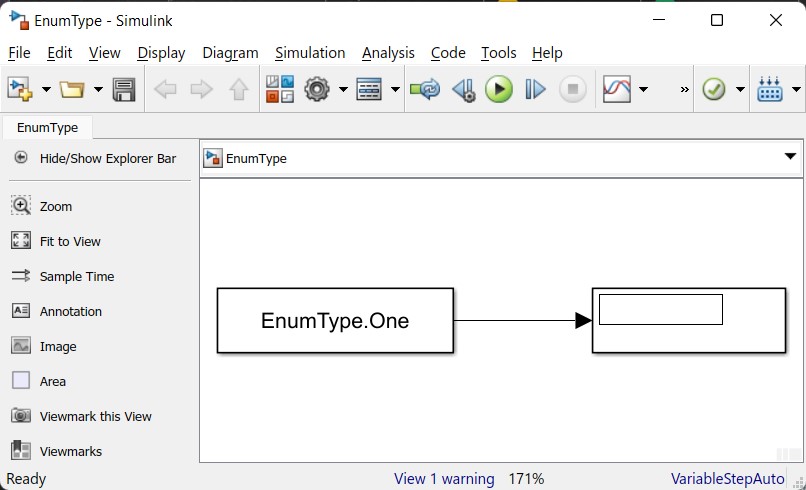 EnumType - Simulink
File Edit View Display Diagram Simulation Analysis Code Tools Help
»
EnumType
Hide/Show Explorer Bar
EnumType
Zoom
Fit to View
Sample Time
Annotation
Image
Area
Viewmark this View
Viewmarks
EnumType.One
Ready View 1 warning 171% VariableStepAuto